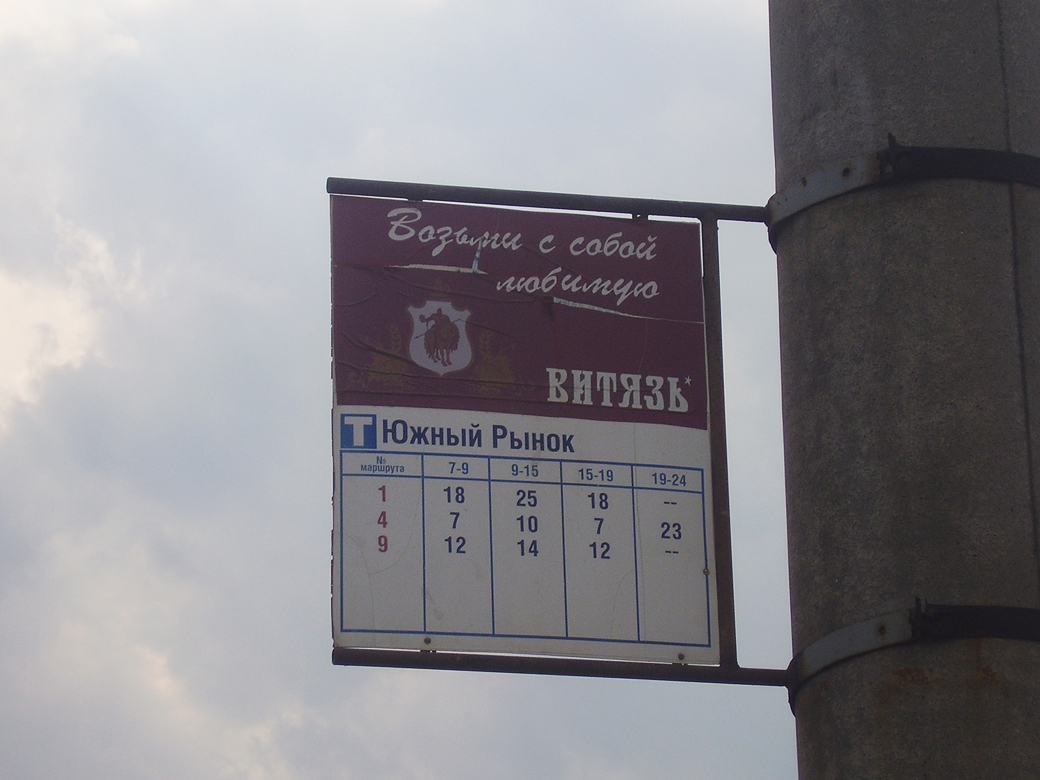 Возьми с собой
любимую
ВИТЯЗЬ*
Т Южный Рынок
№ маршрута 7-9 9-15 15-19 19-24
1 18 25 18 --
4 7 10 7 23
9 12 14 12 --